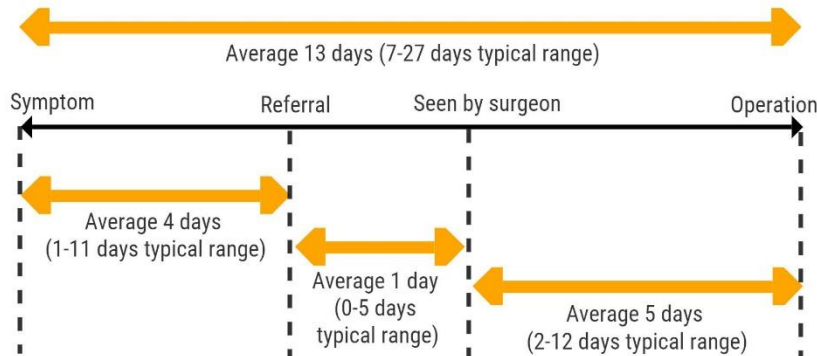 Average 13 days (7-27 days typical range)
Symptom
Referral
Seen by surgeon
Operation
Average 4 days
(1-11 days typical range)
Average 1 day
(0-5 days
typical range)
Average 5 days
(2-12 days typical range)